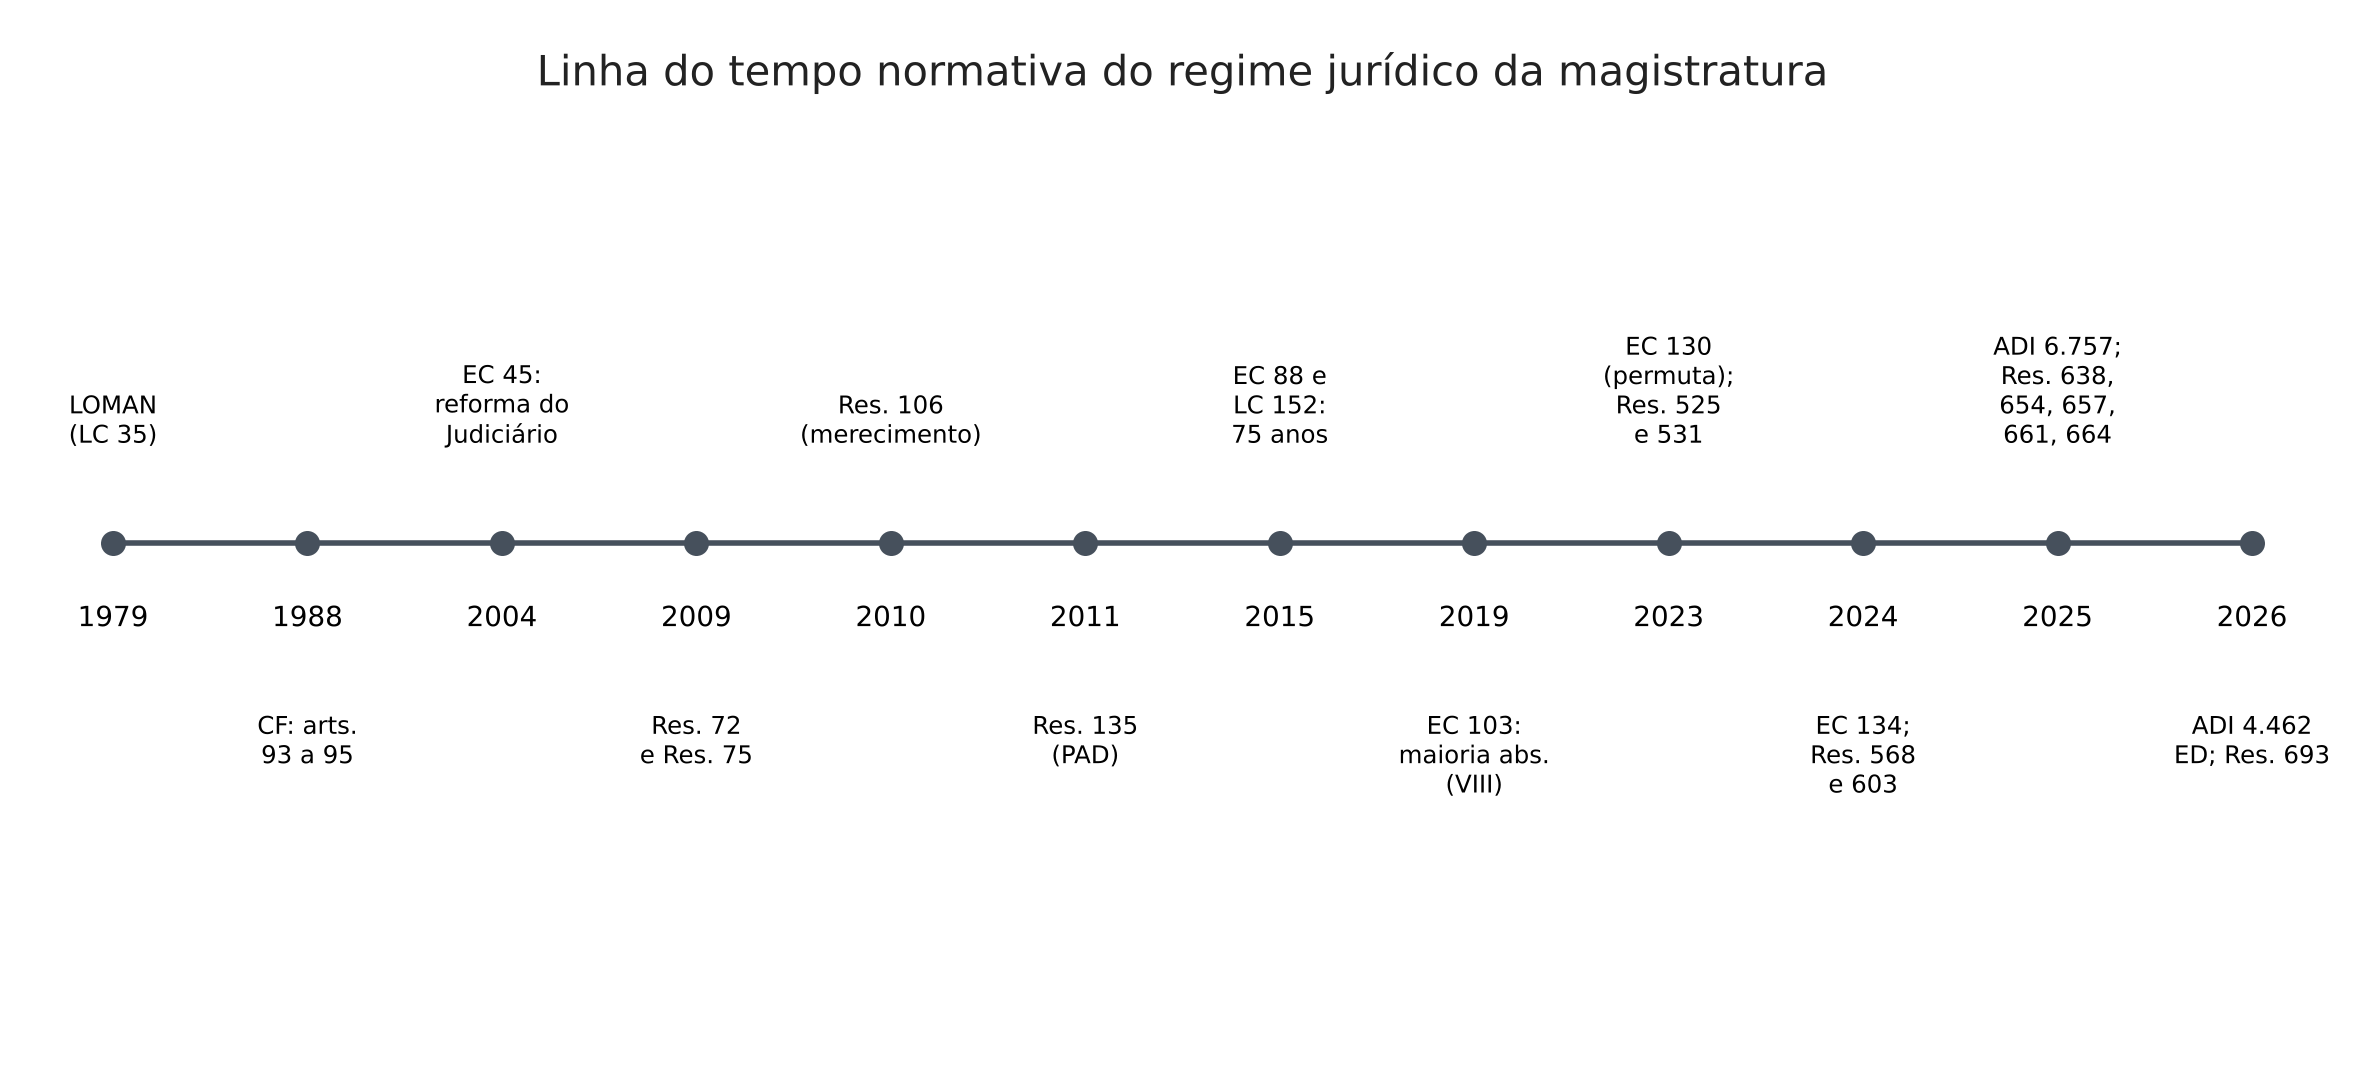 Linha do tempo normativa do regime jurídico da magistratura
LOMAN
(LC 35)
EC 45:
reforma do
Judiciário
Res. 106
(merecimento)
EC 88 e
LC 152:
75 anos
EC 130
(permuta);
Res. 525
e 531
ADI 6.757;
Res. 638,
654, 657,
661, 664
1979
1988
2004
2009
2010
2011
2015
2019
2023
2024
2025
2026
CF: arts.
93 a 95
Res. 72
e Res. 75
Res. 135
(PAD)
EC 103:
maioria abs.
(VIII)
EC 134;
Res. 568
e 603
ADI 4.462
ED; Res. 693